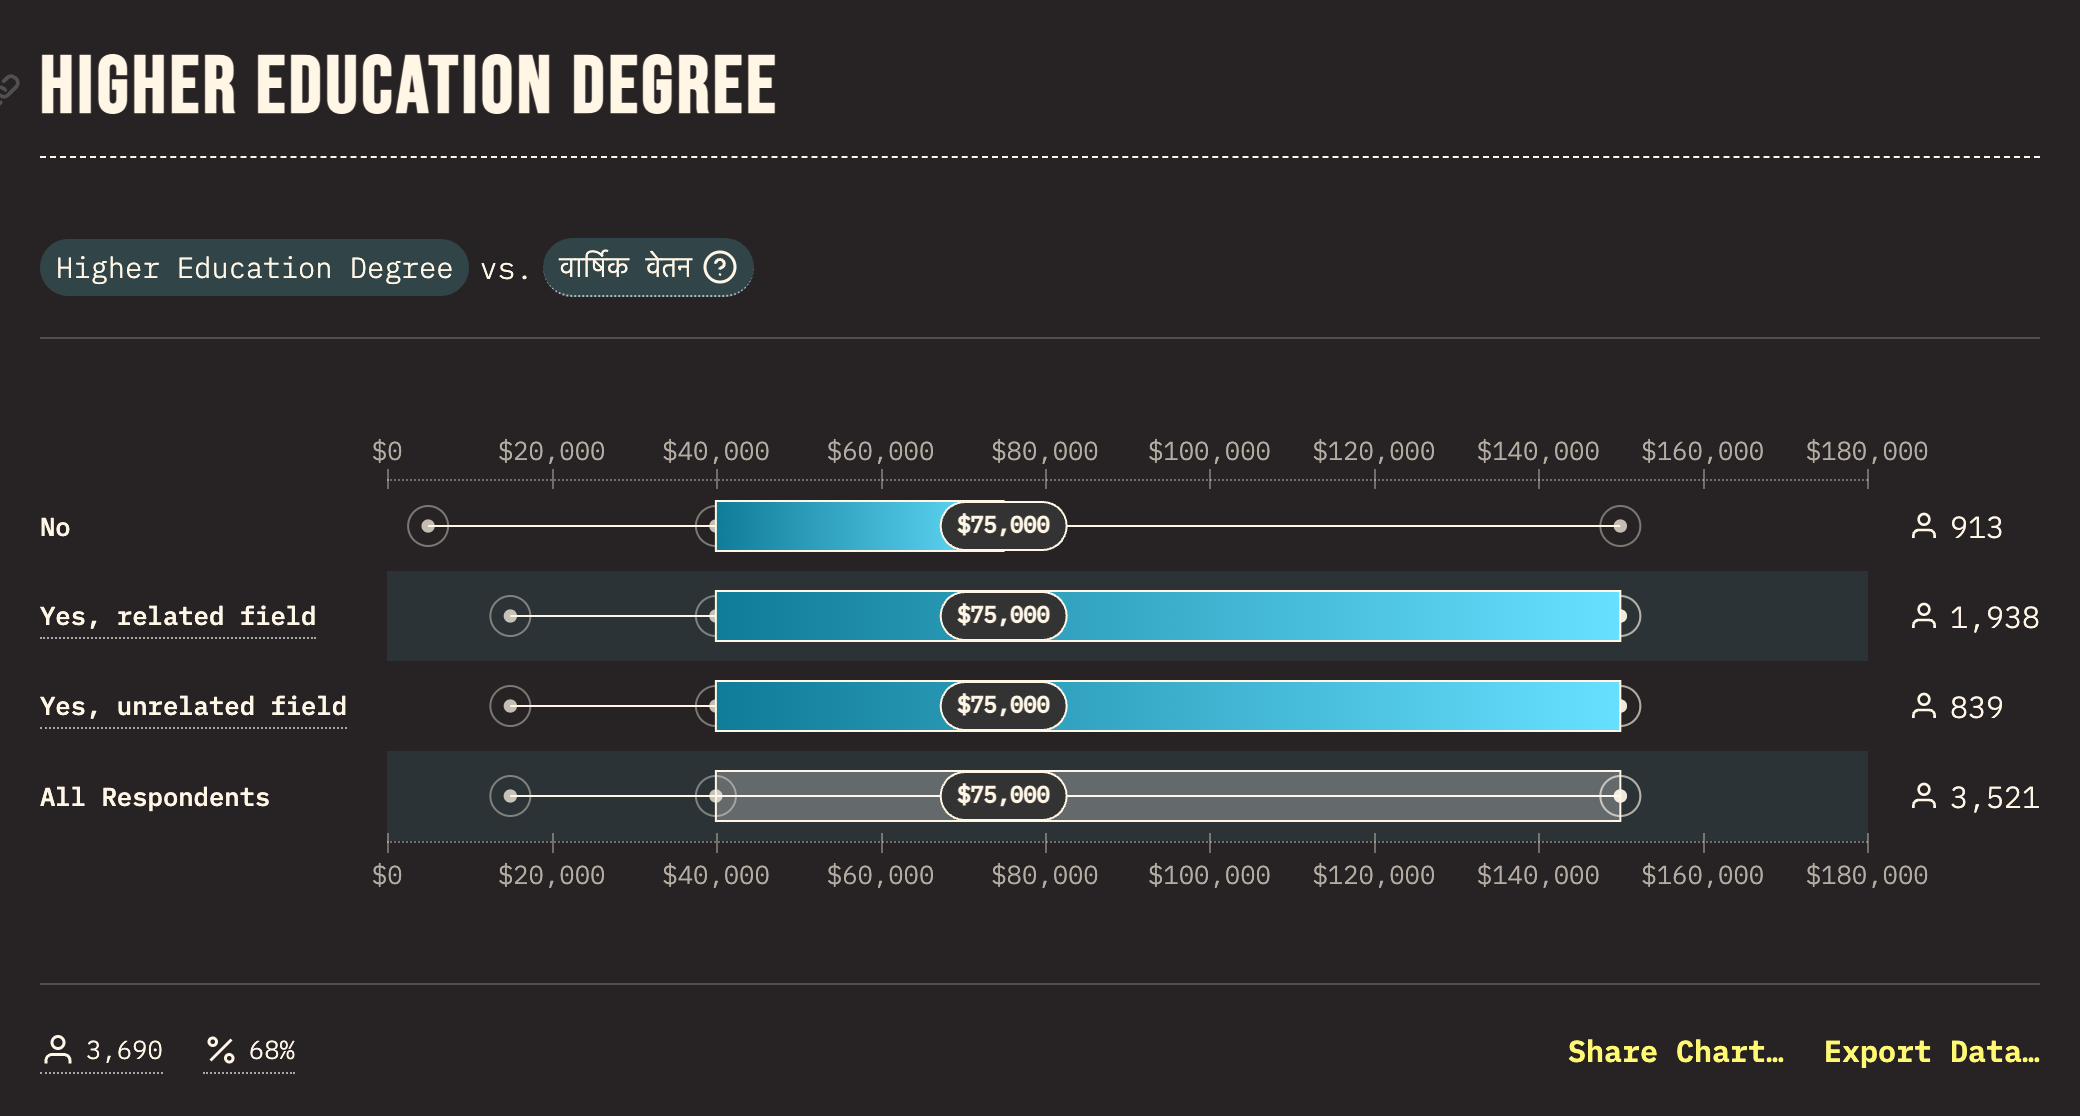 HIGHER EDUCATION DEGREE
Higher Education Degree vs. वार्षिक वेतन ?
$0 $20,000 $40,000 $60,000 $80,000 $100,000 $120,000 $140,000 $160,000 $180,000
No $75,000 913
Yes, related field $75,000 1,938
Yes, unrelated field $75,000 839
All Respondents $75,000 3,521
$0 $20,000 $40,000 $60,000 $80,000 $100,000 $120,000 $140,000 $160,000 $180,000
3,690 % 68% Share Chart… Export Data…